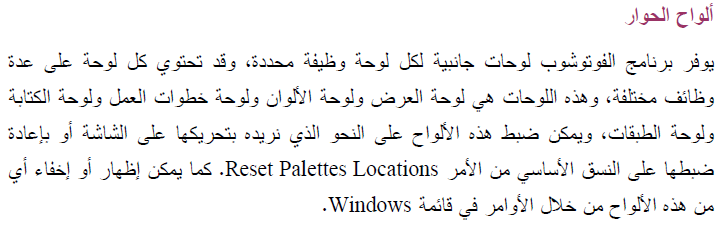 ألواح الحوار
يوفر برنامج الفوتوشوب لوحات جانبية لكل لوحة وظيفة محددة، وقد تحتوي كل لوحة على عدة
وظائف مختلفة، وهذه اللوحات هي لوحة العرض ولوحة الألوان ولوحة خطوات العمل ولوحة الكتابة
ولوحة الطبقات، ويمكن ضبط هذه الألواح على النحو الذي نريده بتحريكها على الشاشة أو بإعادة
ضبطها على النسق الأساسي من الأمر Reset Palettes Locations. كما يمكن إظهار أو إخفاء أي
من هذه الألواح من خلال الأوامر في قائمة Windows.